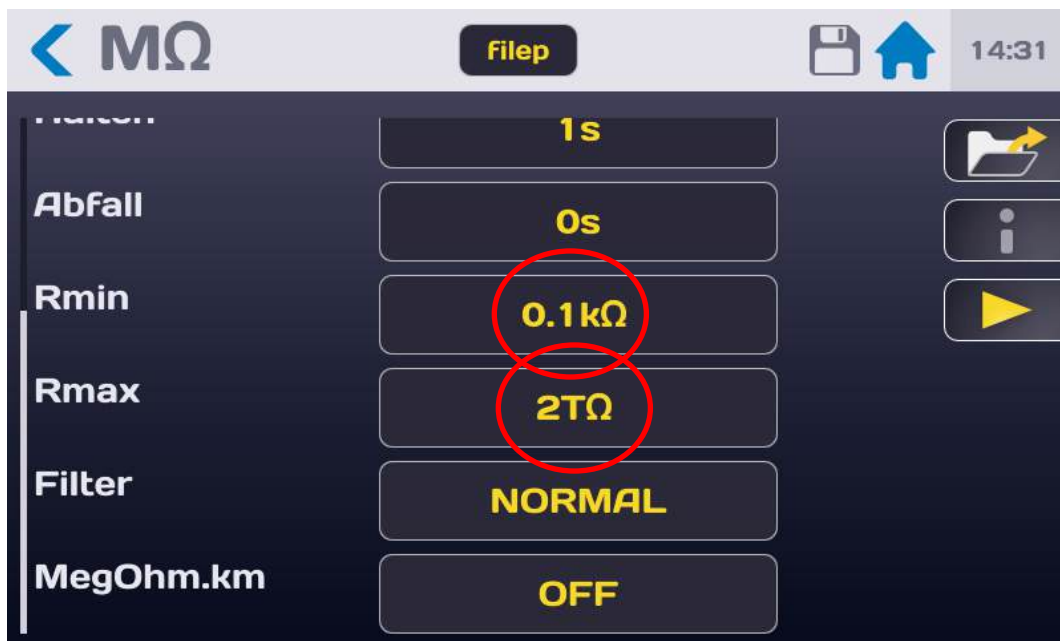 MΩ
Filep
14:31
1s
Abfall
0s
Rmin
0.1kΩ
Rmax
2TΩ
Filter
NORMAL
MegOhm.km
OFF